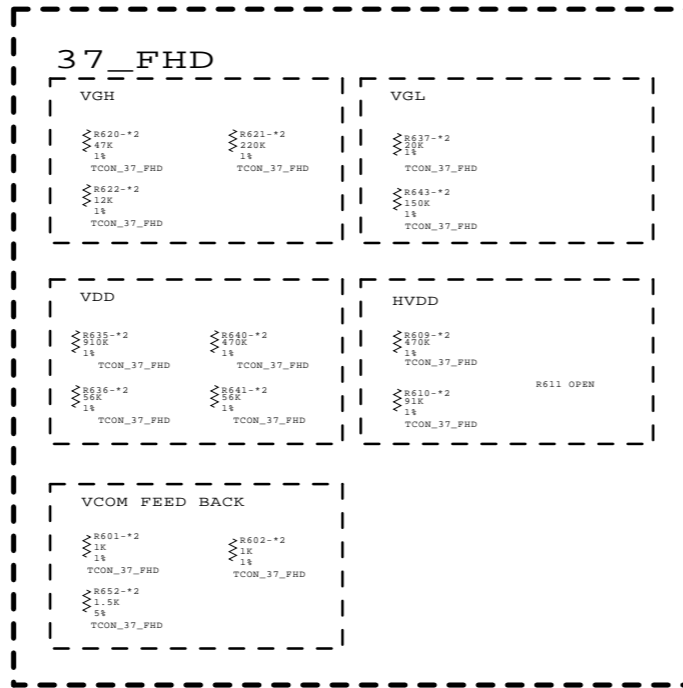 37_FHD
VGH
R620-*2
47K
1%
TCON_37_FHD
R621-*2
220K
1%
TCON_37_FHD
R622-*2
12K
1%
TCON_37_FHD
VGL
R637-*2
20K
1%
TCON_37_FHD
R643-*2
150K
1%
TCON_37_FHD
VDD
R635-*2
910K
1%
TCON_37_FHD
R640-*2
470K
1%
TCON_37_FHD
R636-*2
56K
1%
TCON_37_FHD
R641-*2
56K
1%
TCON_37_FHD
HVDD
R609-*2
470K
1%
TCON_37_FHD
R610-*2
91K
1%
TCON_37_FHD
R611 OPEN
VCOM FEED BACK
R601-*2
1K
1%
TCON_37_FHD
R602-*2
1K
1%
TCON_37_FHD
R652-*2
1.5K
5%
TCON_37_FHD